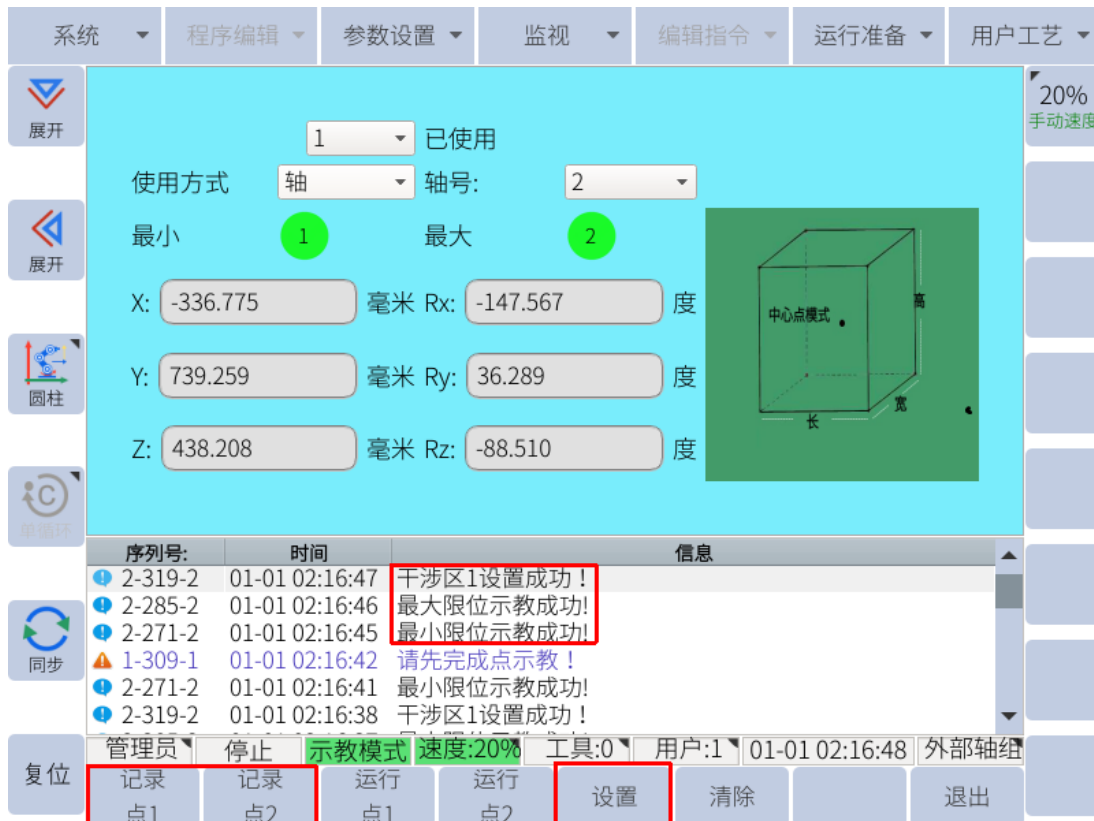 系统 程序编辑 参数设置 监视 编辑指令 运行准备 用户工艺
展开
20%
手动速度
1 已使用
使用方式 轴 轴号: 2
最小 1 最大 2
展开
X: -336.775 毫米 Rx: -147.567 度
Y: 739.259 毫米 Ry: 36.289 度
Z: 438.208 毫米 Rz: -88.510 度
中心点模式
高
宽
长
圆柱
单循环
序列号: 时间 信息
2-319-2 01-01 02:16:47 干涉区1设置成功！
2-285-2 01-01 02:16:46 最大限位示教成功!
2-271-2 01-01 02:16:45 最小限位示教成功!
1-309-1 01-01 02:16:42 请先完成点示教！
2-271-2 01-01 02:16:41 最小限位示教成功!
2-319-2 01-01 02:16:38 干涉区1设置成功！
同步
管理员 停止 示教模式 速度:20% 工具:0 用户:1 01-01 02:16:48 外部轴组
复位
记录
点1
记录
点2
运行
点1
运行
点2
设置
清除
退出